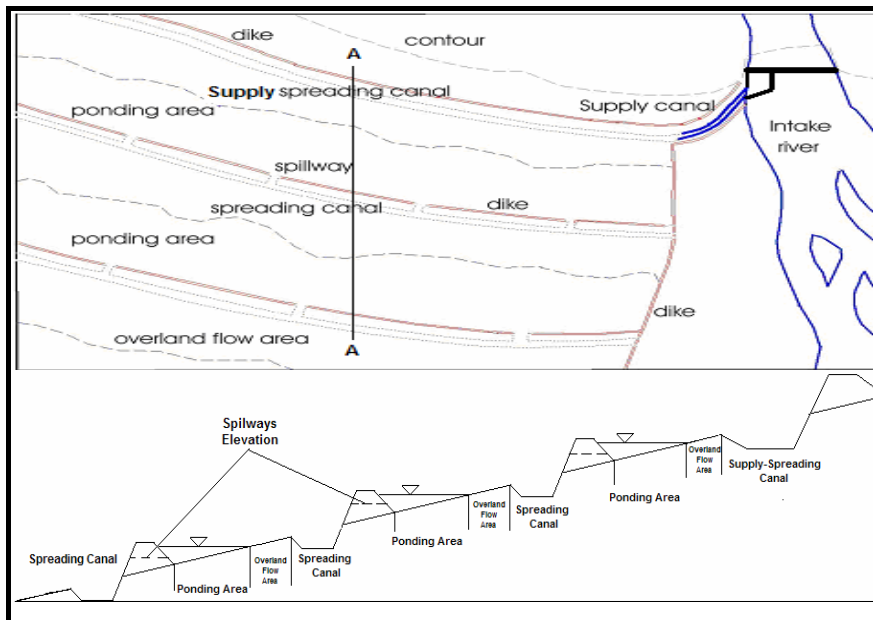 dike
A
contour
Supply spreading canal
ponding area
Supply canal
Intake
river
spillway
spreading canal
dike
ponding area
dike
overland flow area
A
Spilways
Elevation
Overland
Flow
Area
Supply-Spreading
Canal
Ponding Area
Overland
Flow
Area
Spreading
Canal
Ponding Area
Spreading Canal
Overland
Flow
Area
Spreading
Canal
Ponding Area